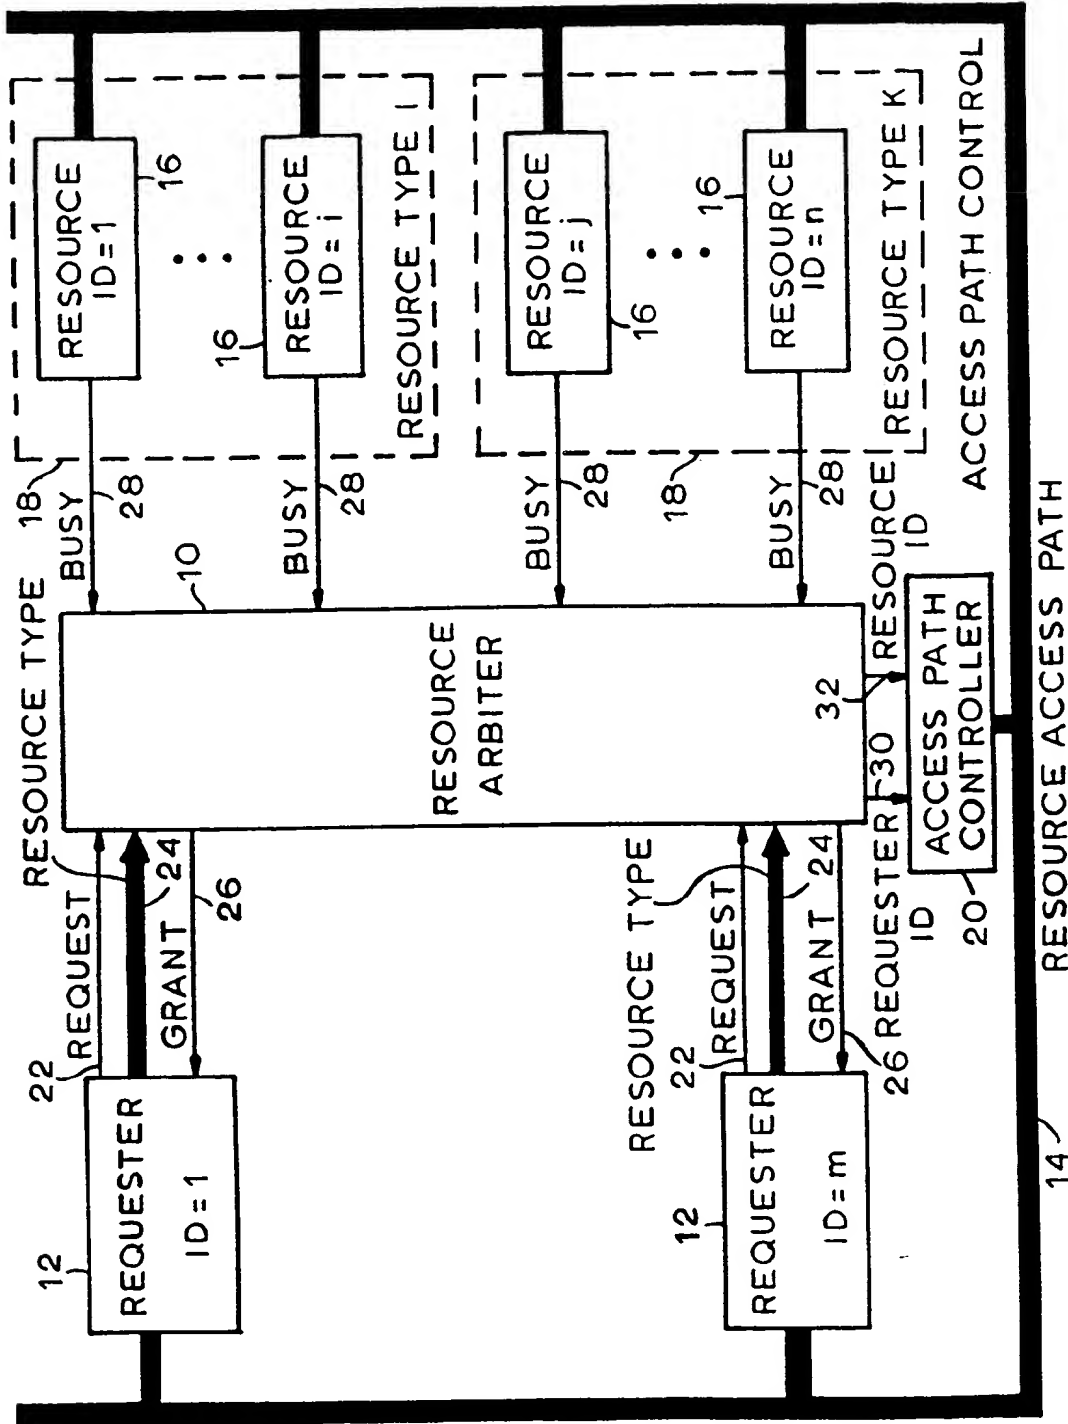 REQUESTER
ID=1
12
22
REQUEST
RESOURCE TYPE
24
GRANT
26
REQUESTER
ID=m
12
22
REQUEST
RESOURCE TYPE
24
GRANT
26
RESOURCE
ARBITER
10
RESOURCE
ID=1
16
BUSY
28
18
RESOURCE
ID=i
16
BUSY
28
RESOURCE TYPE I
RESOURCE
ID=j
16
BUSY
28
18
RESOURCE
ID=n
16
BUSY
28
RESOURCE TYPE K
REQUESTER
ID
30
32
RESOURCE
ID
ACCESS PATH
CONTROLLER
20
ACCESS PATH CONTROL
RESOURCE ACCESS PATH
14